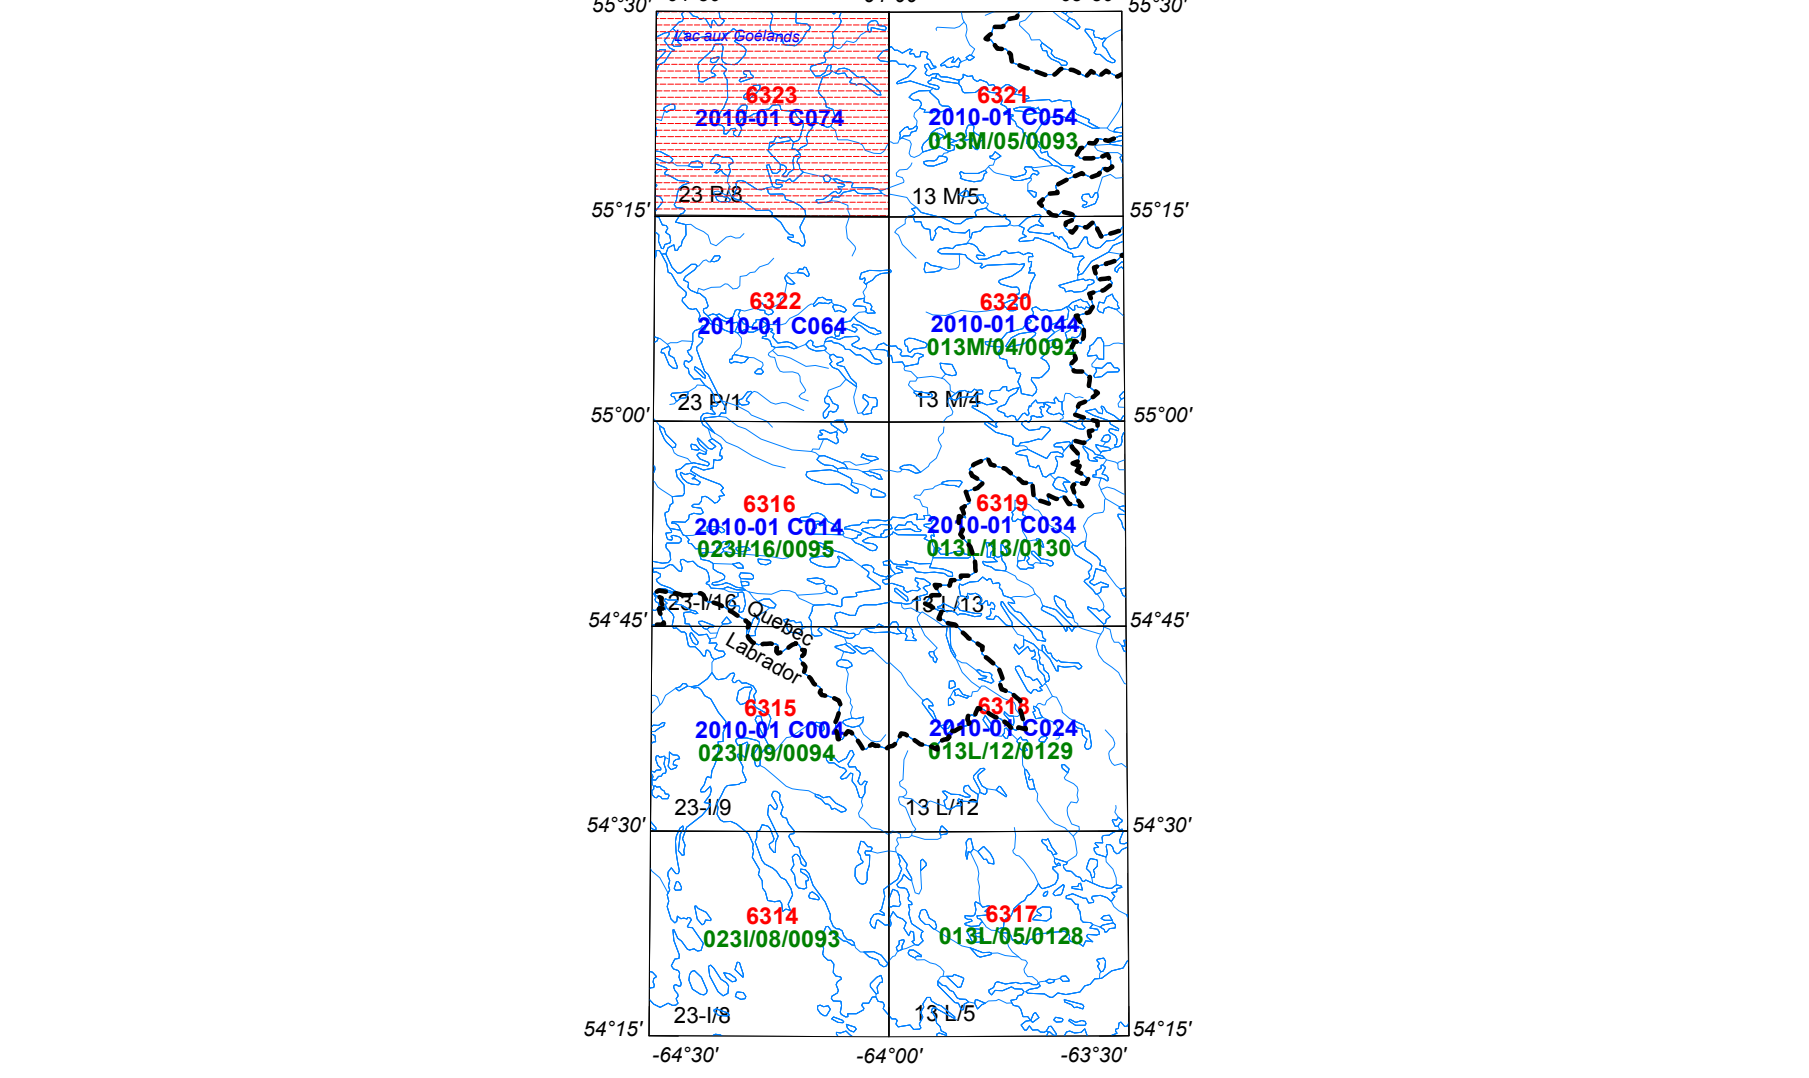 55°30'
55°30'
Lac aux Goélands
6323
2010-01 C074
23 P/8
6321
2010-01 C054
013M/05/0093
13 M/5
55°15'
55°15'
6322
2010-01 C064
23 P/1
6320
2010-01 C044
013M/04/0092
13 M/4
55°00'
55°00'
6316
2010-01 C014
023I/16/0095
23-I/16
6319
2010-01 C034
013L/13/0130
13 L/13
Quebec
Labrador
54°45'
54°45'
6315
2010-01 C004
023I/09/0094
23-I/9
6318
2010-01 C024
013L/12/0129
13 L/12
54°30'
54°30'
6314
023I/08/0093
23-I/8
6317
013L/05/0128
13 L/5
54°15'
54°15'
-64°30'
-64°00'
-63°30'